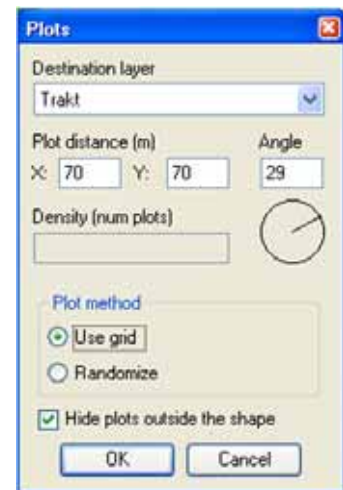 Plots
Destination layer
Trakt
Plot distance (m) Angle
X: 70 Y: 70 29
Density (num plots)
Plot method
Use grid
Randomize
Hide plots outside the shape
OK Cancel